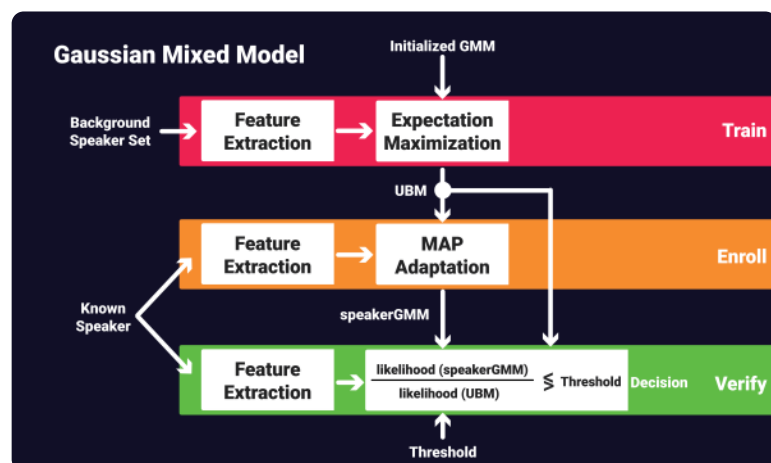 Gaussian Mixed Model
Initialized GMM
Background
Speaker Set
Feature
Extraction
Expectation
Maximization
Train
UBM
Feature
Extraction
MAP
Adaptation
Enroll
Known
Speaker
speakerGMM
Feature
Extraction
likelihood (speakerGMM)
likelihood (UBM)
≶ Threshold
Decision
Verify
Threshold